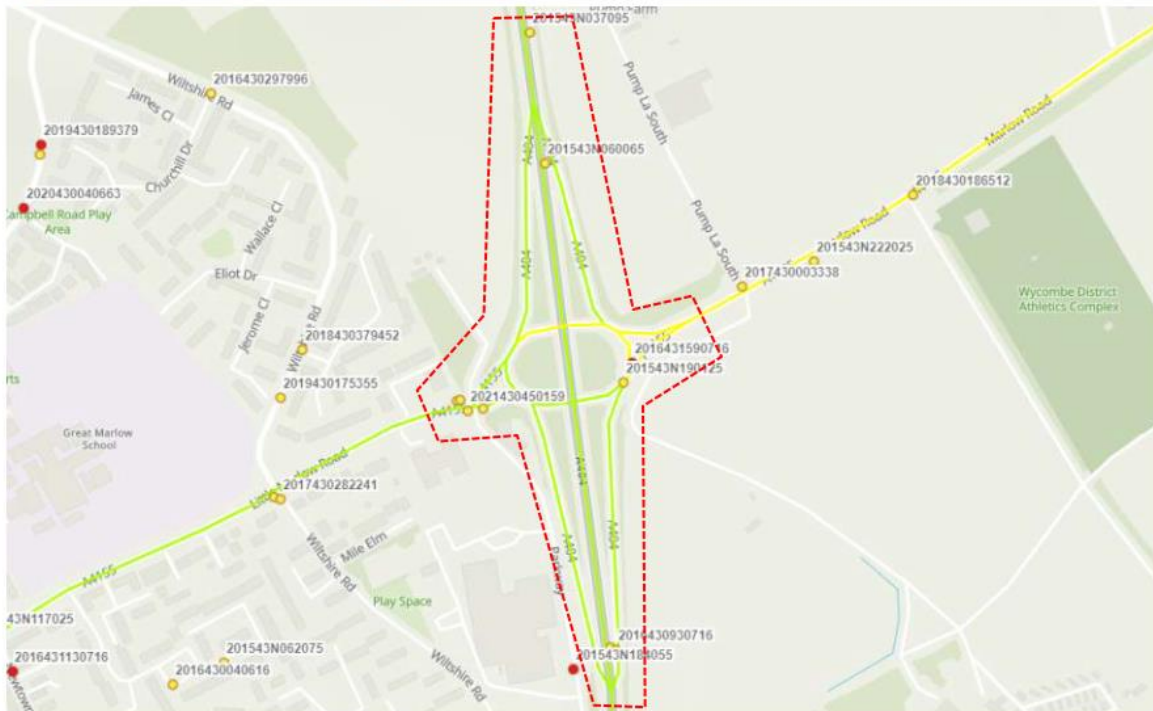 201543N037095
Wiltshire Rd
2016430297996
James Cl
Pump La South
2019430189379
Churchill Dr
A404
201543N060065
Marlow Road
2020430040663
2018430186512
Campbell Road Play
Area
Wallace Cl
Pump La South
Marlow Road
201543N222025
Eliot Dr
A404
A404
2017430003338
Wycombe District
Athletics Complex
Jerome Cl
2018430379452
2016431590716
201543N190125
2019430175355
2021430450159
Great Marlow
School
A404
2017430282241
A404
A404
Mile Elm
Wiltshire Rd
Parkway
A4155
Play Space
43N117025
201543N062075
201543N184055
2016431130716
2016430040616
Wiltshire Rd